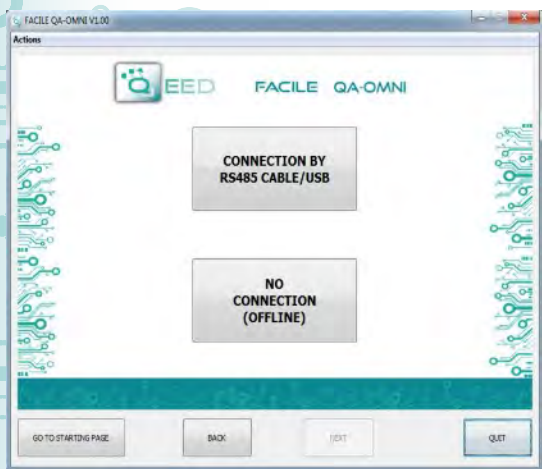 FACILE QA-OMNI V1.00
Actions
QEED FACILE QA-OMNI
CONNECTION BY
RS485 CABLE/USB
NO
CONNECTION
(OFFLINE)
GO TO STARTING PAGE BACK NEXT QUIT